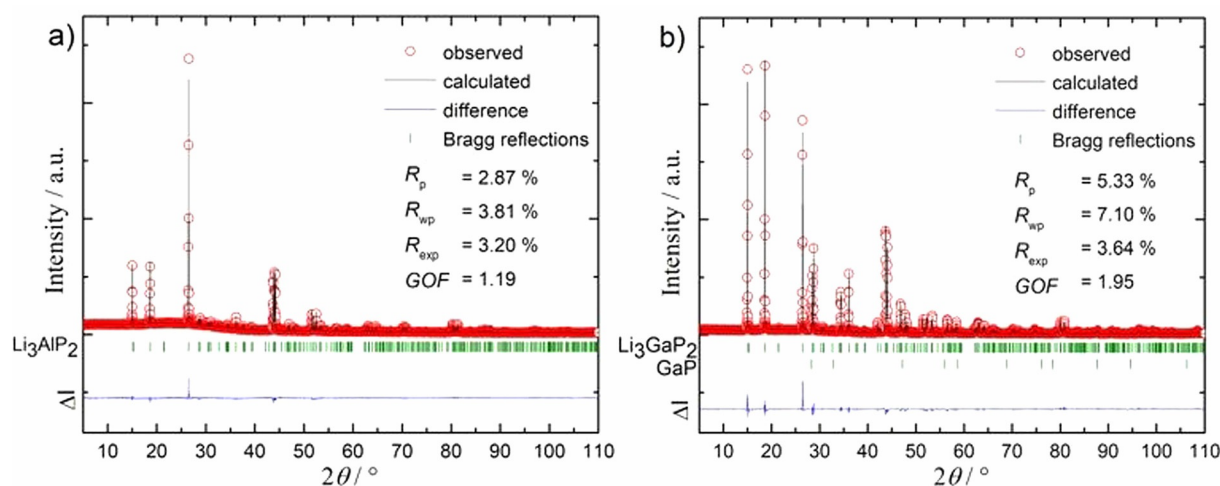 a)
observed
calculated
difference
Bragg reflections
Rp = 2.87 %
Rwp = 3.81 %
Rexp = 3.20 %
GOF = 1.19
Intensity / a.u.
Li3AlP2
ΔI
10 20 30 40 50 60 70 80 90 100 110
2θ / °
b)
observed
calculated
difference
Bragg reflections
Rp = 5.33 %
Rwp = 7.10 %
Rexp = 3.64 %
GOF = 1.95
Intensity / a.u.
Li3GaP2
GaP
ΔI
10 20 30 40 50 60 70 80 90 100 110
2θ / °